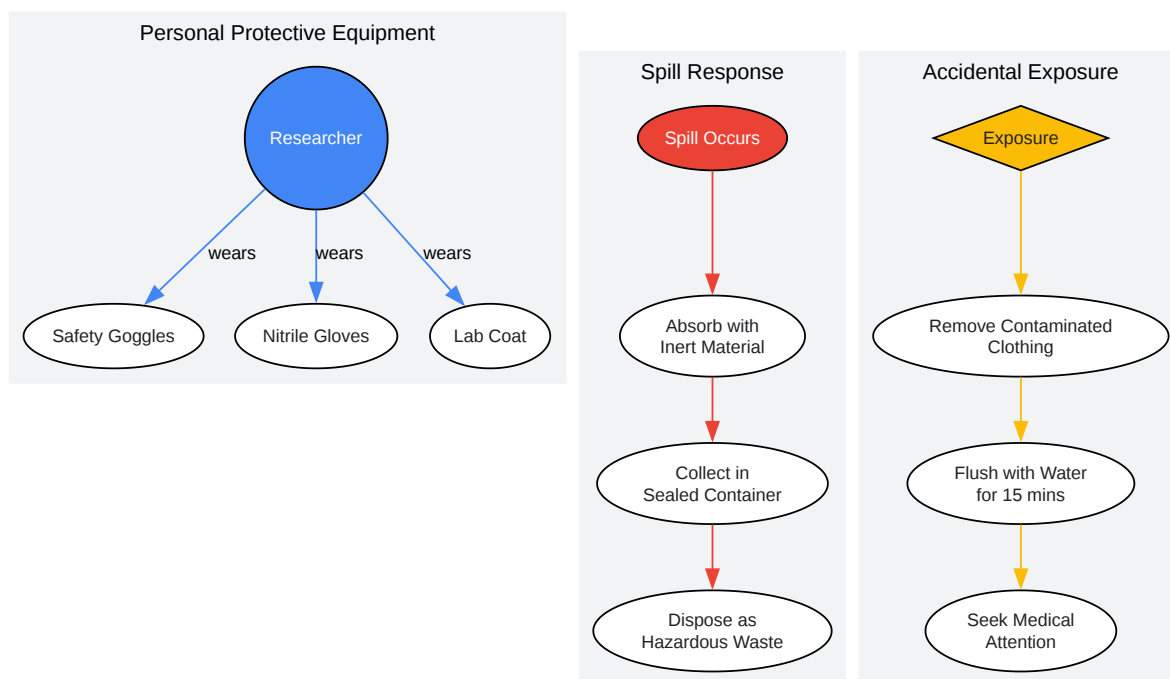 Personal Protective Equipment
Researcher
wears
wears
wears
Safety Goggles
Nitrile Gloves
Lab Coat
Spill Response
Spill Occurs
Absorb with
Inert Material
Collect in
Sealed Container
Dispose as
Hazardous Waste
Accidental Exposure
Exposure
Remove Contaminated
Clothing
Flush with Water
for 15 mins
Seek Medical
Attention